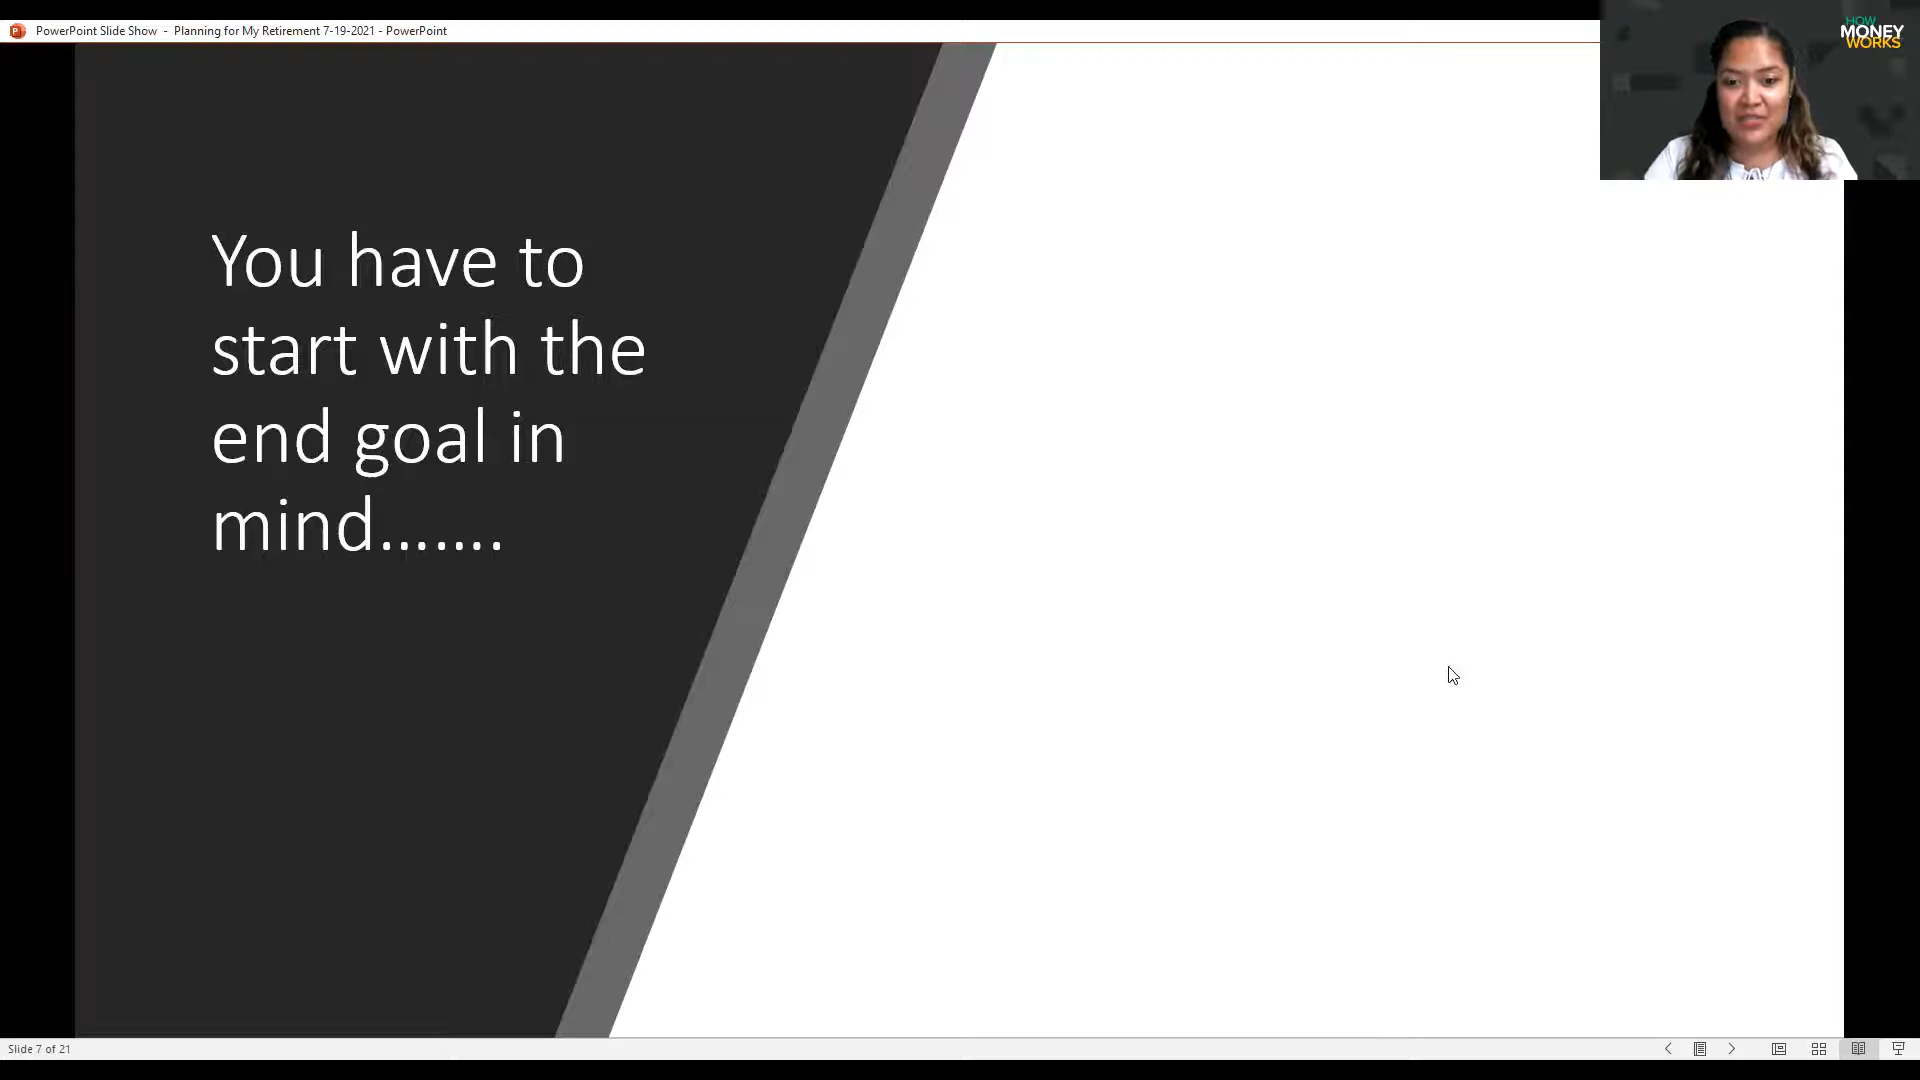 PowerPoint Slide Show - Planning for My Retirement 7-19-2021 - PowerPoint
HOW
MONEY
WORKS
You have to
start with the
end goal in
mind.......
Slide 7 of 21